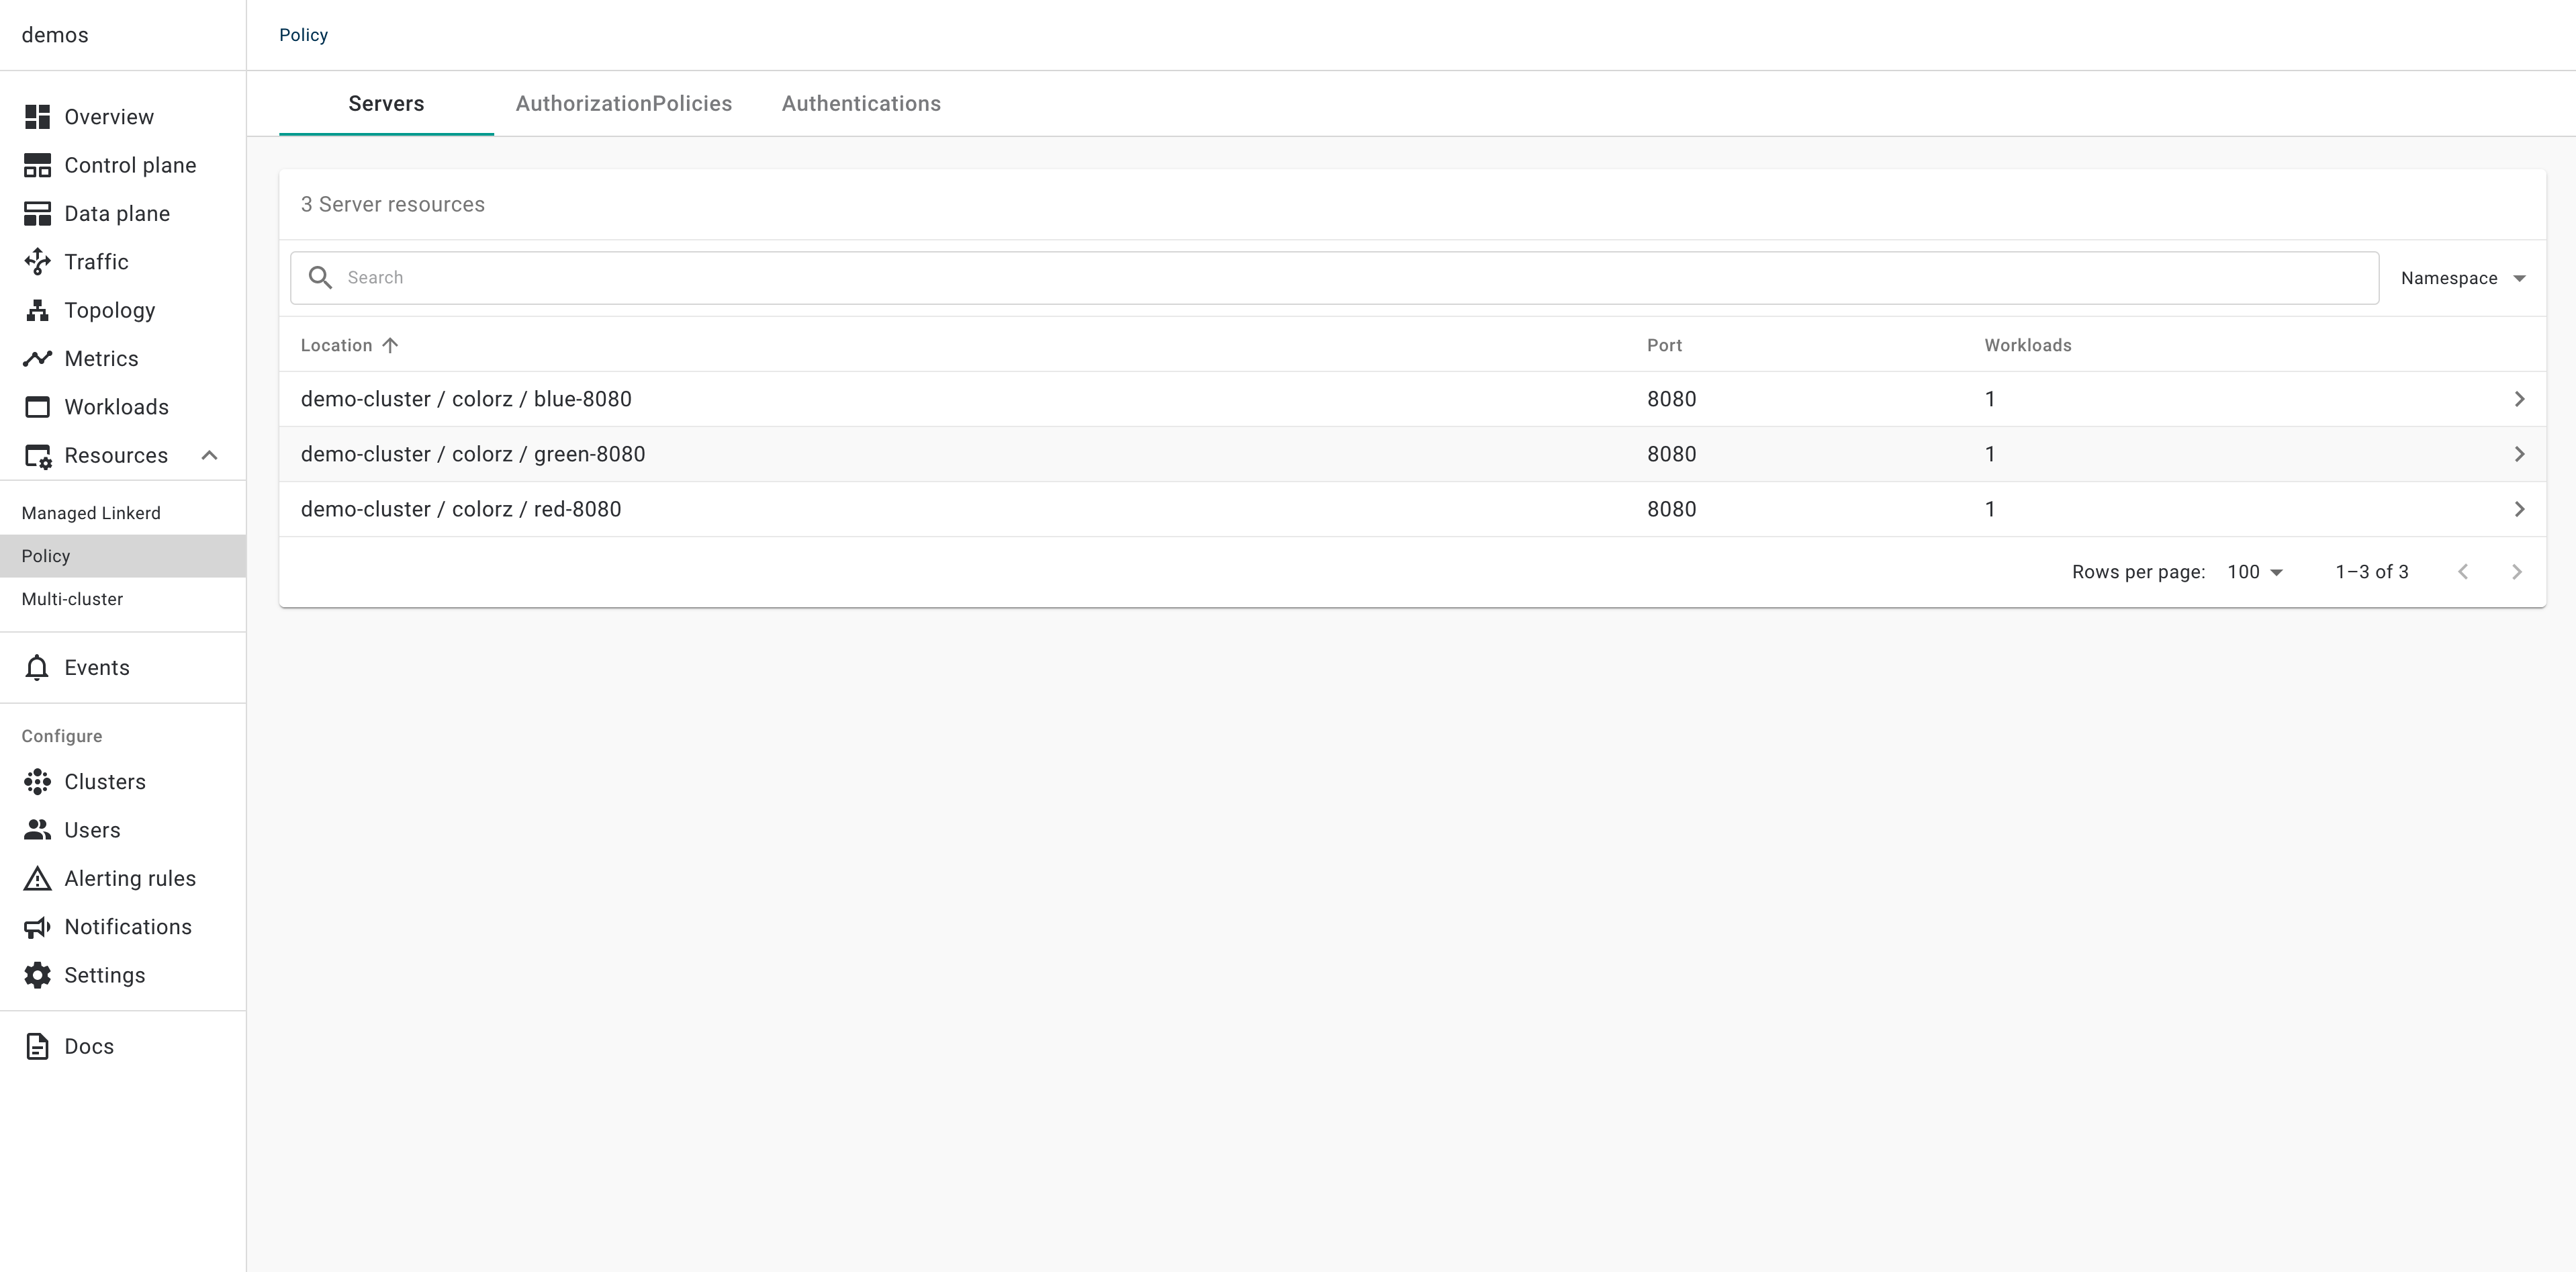 demos
Policy
Overview
Control plane
Data plane
Traffic
Topology
Metrics
Workloads
Resources
Managed Linkerd
Policy
Multi-cluster
Events
Configure
Clusters
Users
Alerting rules
Notifications
Settings
Docs
Servers AuthorizationPolicies Authentications
3 Server resources
Search Namespace
Location Port Workloads
demo-cluster / colorz / blue-8080 8080 1
demo-cluster / colorz / green-8080 8080 1
demo-cluster / colorz / red-8080 8080 1
Rows per page: 100 1–3 of 3